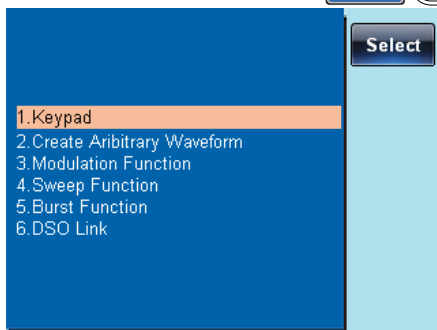 Select
1.Keypad
2.Create Aribitrary Waveform
3.Modulation Function
4.Sweep Function
5.Burst Function
6.DSO Link